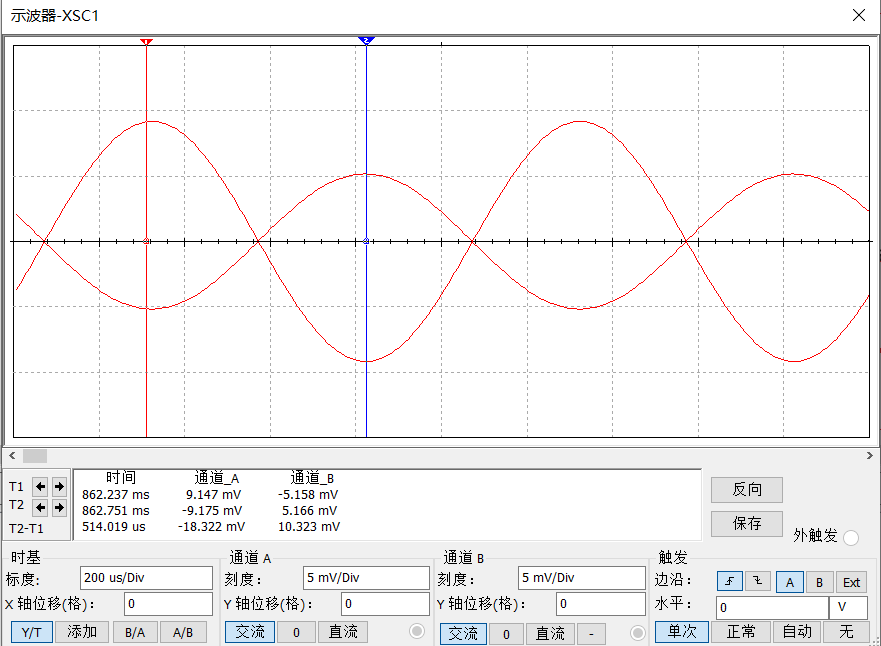 示波器-XSC1
1
2
时间 通道_A 通道_B
T1 862.237 ms 9.147 mV -5.158 mV
T2 862.751 ms -9.175 mV 5.166 mV
T2-T1 514.019 us -18.322 mV 10.323 mV
反向
保存
外触发
时基 通道 A 通道 B 触发
标度: 200 us/Div 刻度: 5 mV/Div 刻度: 5 mV/Div 边沿: A B Ext
X 轴位移(格): 0 Y 轴位移(格): 0 Y 轴位移(格): 0 水平: 0 V
Y/T 添加 B/A A/B 交流 0 直流 交流 0 直流 - 单次 正常 自动 无